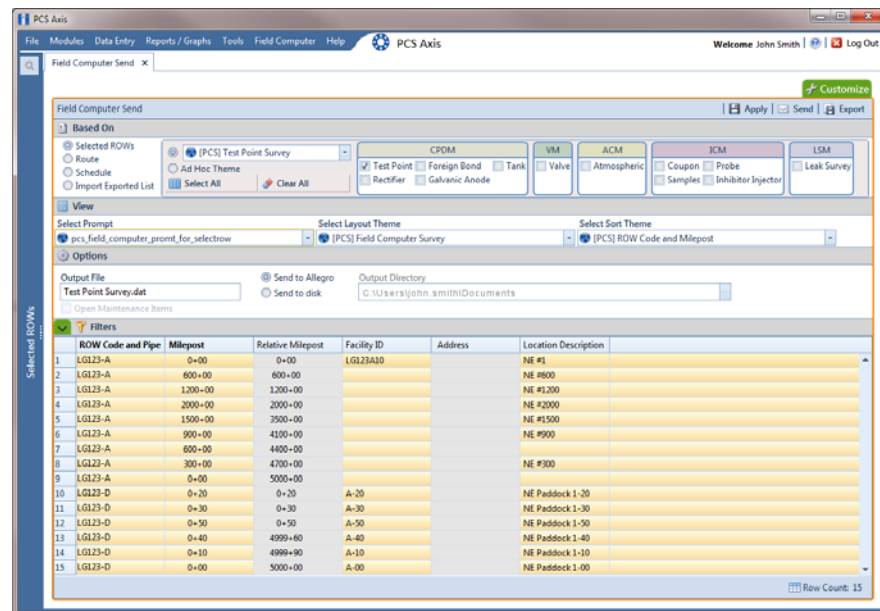 PCS Axis
File Modules Data Entry Reports / Graphs Tools Field Computer Help PCS Axis Welcome John Smith | Log Out
Field Computer Send
Customize
Field Computer Send Apply | Send | Export
Based On
Selected ROWs
Route
Schedule
Import Exported List
[PCS] Test Point Survey
Ad Hoc Theme
Select All Clear All
CPDM
Test Point Foreign Bond Tank
Rectifier Galvanic Anode
VM
Valve
ACM
Atmospheric
ICM
Coupon Probe
Samples Inhibitor Injector
LSM
Leak Survey
View
Select Prompt Select Layout Theme Select Sort Theme
pcs_field_computer_promt_for_selectrow [PCS] Field Computer Survey [PCS] ROW Code and Milepost
Options
Output File Send to Allegro Output Directory
Test Point Survey.dat Send to disk C:\Users\john.smith\Documents
Open Maintenance Items
Filters
Selected ROWs
ROW Code and Pipe Milepost Relative Milepost Facility ID Address Location Description
1 LG123-A 0+00 0+00 LG123A10 NE #1
2 LG123-A 600+00 600+00 NE #600
3 LG123-A 1200+00 1200+00 NE #1200
4 LG123-A 2000+00 2000+00 NE #2000
5 LG123-A 1500+00 3500+00 NE #1500
6 LG123-A 900+00 4100+00 NE #900
7 LG123-A 600+00 4400+00
8 LG123-A 300+00 4700+00 NE #300
9 LG123-A 0+00 5000+00
10 LG123-D 0+20 0+20 A-20 NE Paddock 1-20
11 LG123-D 0+30 0+30 A-30 NE Paddock 1-30
12 LG123-D 0+50 0+50 A-50 NE Paddock 1-50
13 LG123-D 0+40 4999+60 A-40 NE Paddock 1-40
14 LG123-D 0+10 4999+90 A-10 NE Paddock 1-10
15 LG123-D 0+00 5000+00 A-00 NE Paddock 1-00
Row Count: 15